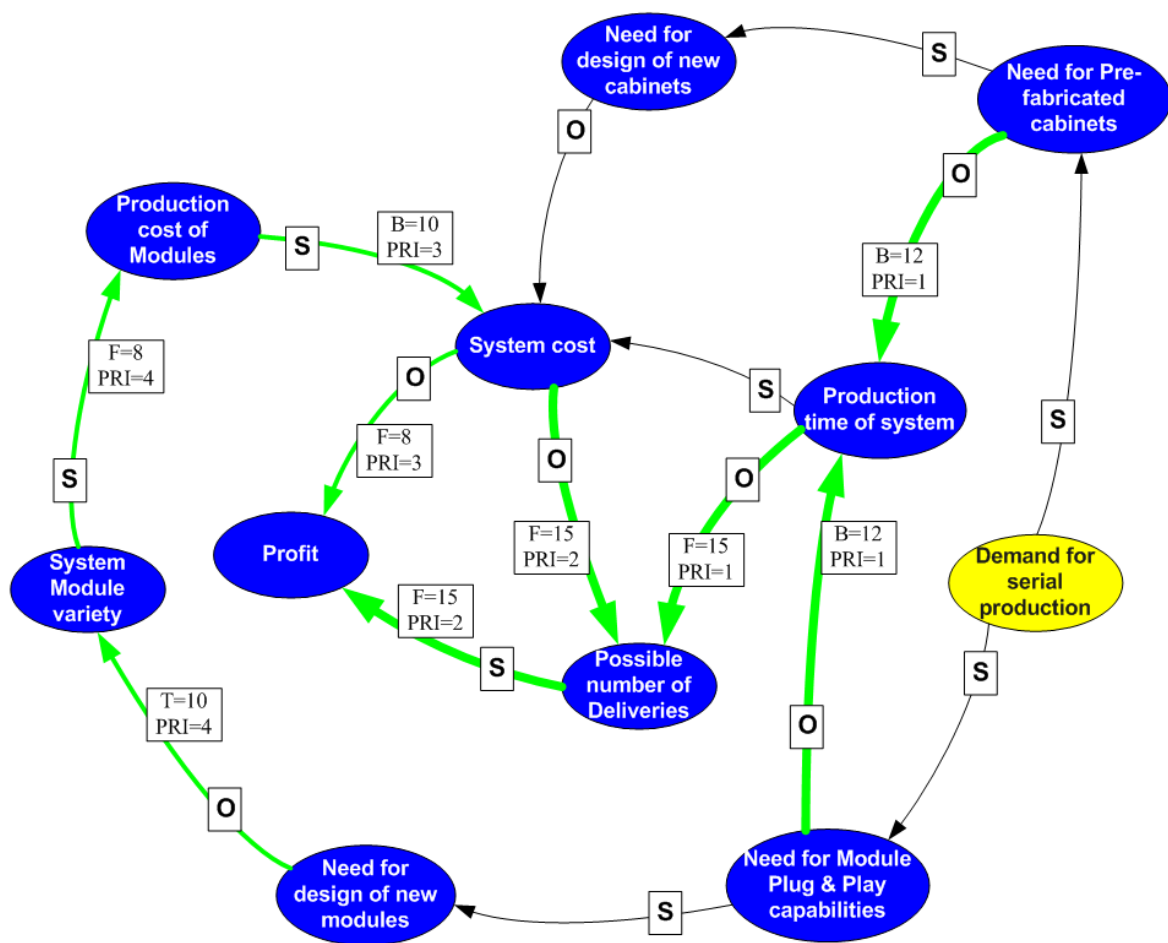 Need for
design of new
cabinets
S
Need for Pre-
fabricated
cabinets
O
O
Production
cost of
Modules
S
B=10
PRI=3
B=12
PRI=1
F=8
PRI=4
System cost
O
S
Production
time of system
S
F=8
PRI=3
O
O
S
Profit
F=15
PRI=2
F=15
PRI=1
B=12
PRI=1
Demand for
serial
production
System
Module
variety
F=15
PRI=2
S
Possible
number of
Deliveries
S
T=10
PRI=4
O
O
Need for
design of new
modules
S
Need for Module
Plug & Play
capabilities